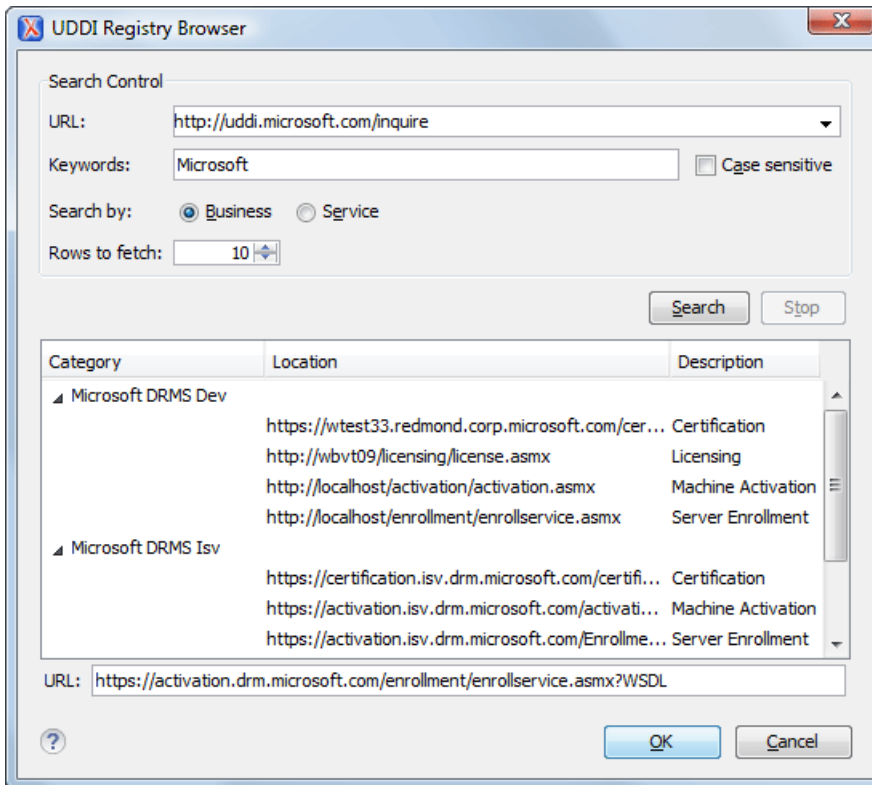 UDDI Registry Browser
Search Control
URL: http://uddi.microsoft.com/inquire
Keywords: Microsoft Case sensitive
Search by: Business Service
Rows to fetch: 10
Search Stop
Category Location Description
Microsoft DRMS Dev
https://wtest33.redmond.corp.microsoft.com/cer... Certification
http://wbvt09/licensing/license.asmx Licensing
http://localhost/activation/activation.asmx Machine Activation
http://localhost/enrollment/enrollservice.asmx Server Enrollment
Microsoft DRMS Isv
https://certification.isv.drm.microsoft.com/certifi... Certification
https://activation.isv.drm.microsoft.com/activati... Machine Activation
https://activation.isv.drm.microsoft.com/Enrollme... Server Enrollment
URL: https://activation.drm.microsoft.com/enrollment/enrollservice.asmx?WSDL
? OK Cancel